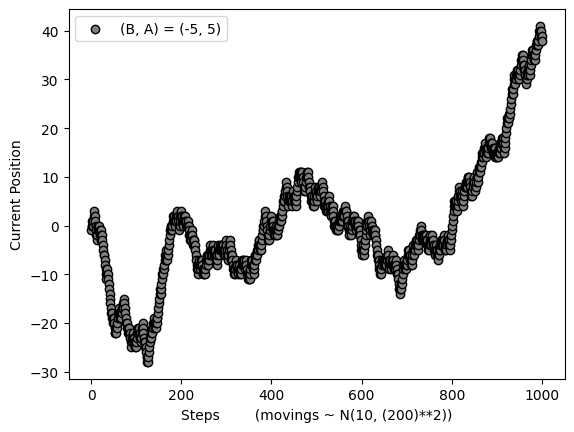 (B, A) = (-5, 5)
40
30
20
10
0
−10
−20
−30
Current Position
0 200 400 600 800 1000
Steps (movings ~ N(10, (200)**2))